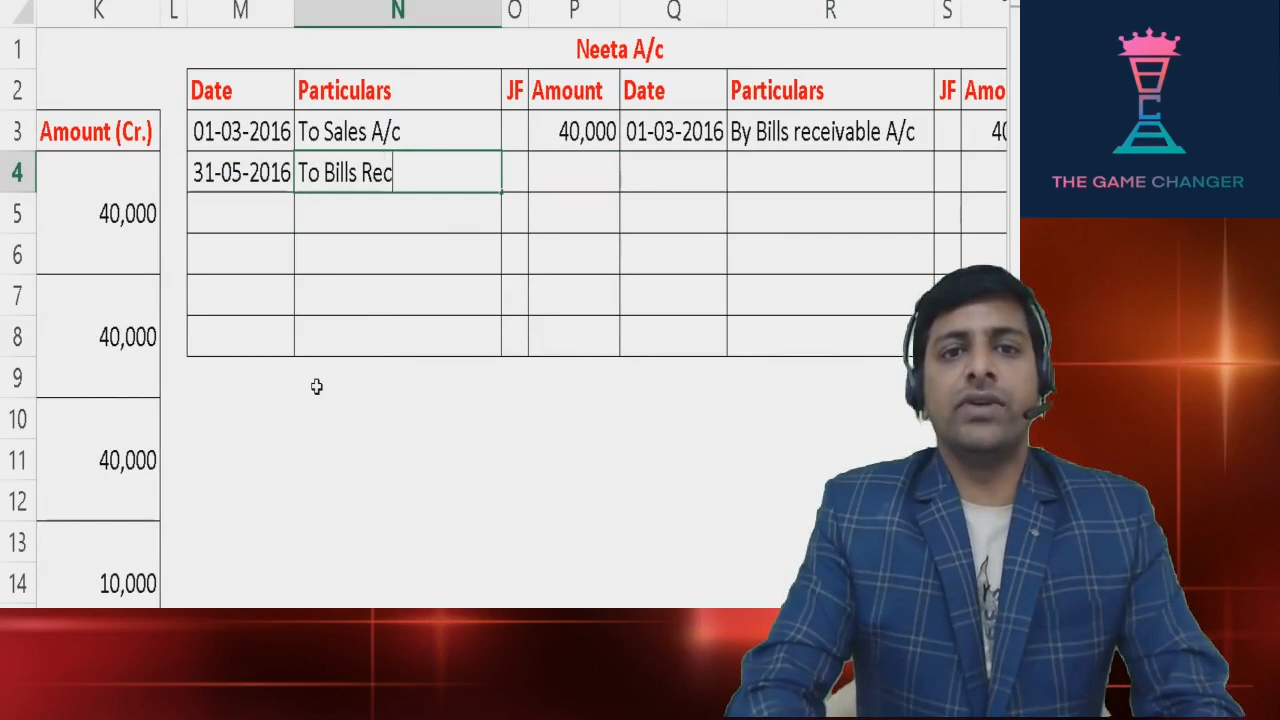 K L M N O P Q R S
1 Neeta A/c
2 Date Particulars JF Amount Date Particulars JF Amo
3 Amount (Cr.) 01-03-2016 To Sales A/c 40,000 01-03-2016 By Bills receivable A/c 40
4 31-05-2016 To Bills Rec
5 40,000
6
7
8 40,000
9
10
11 40,000
12
13
14 10,000
THE GAME CHANGER